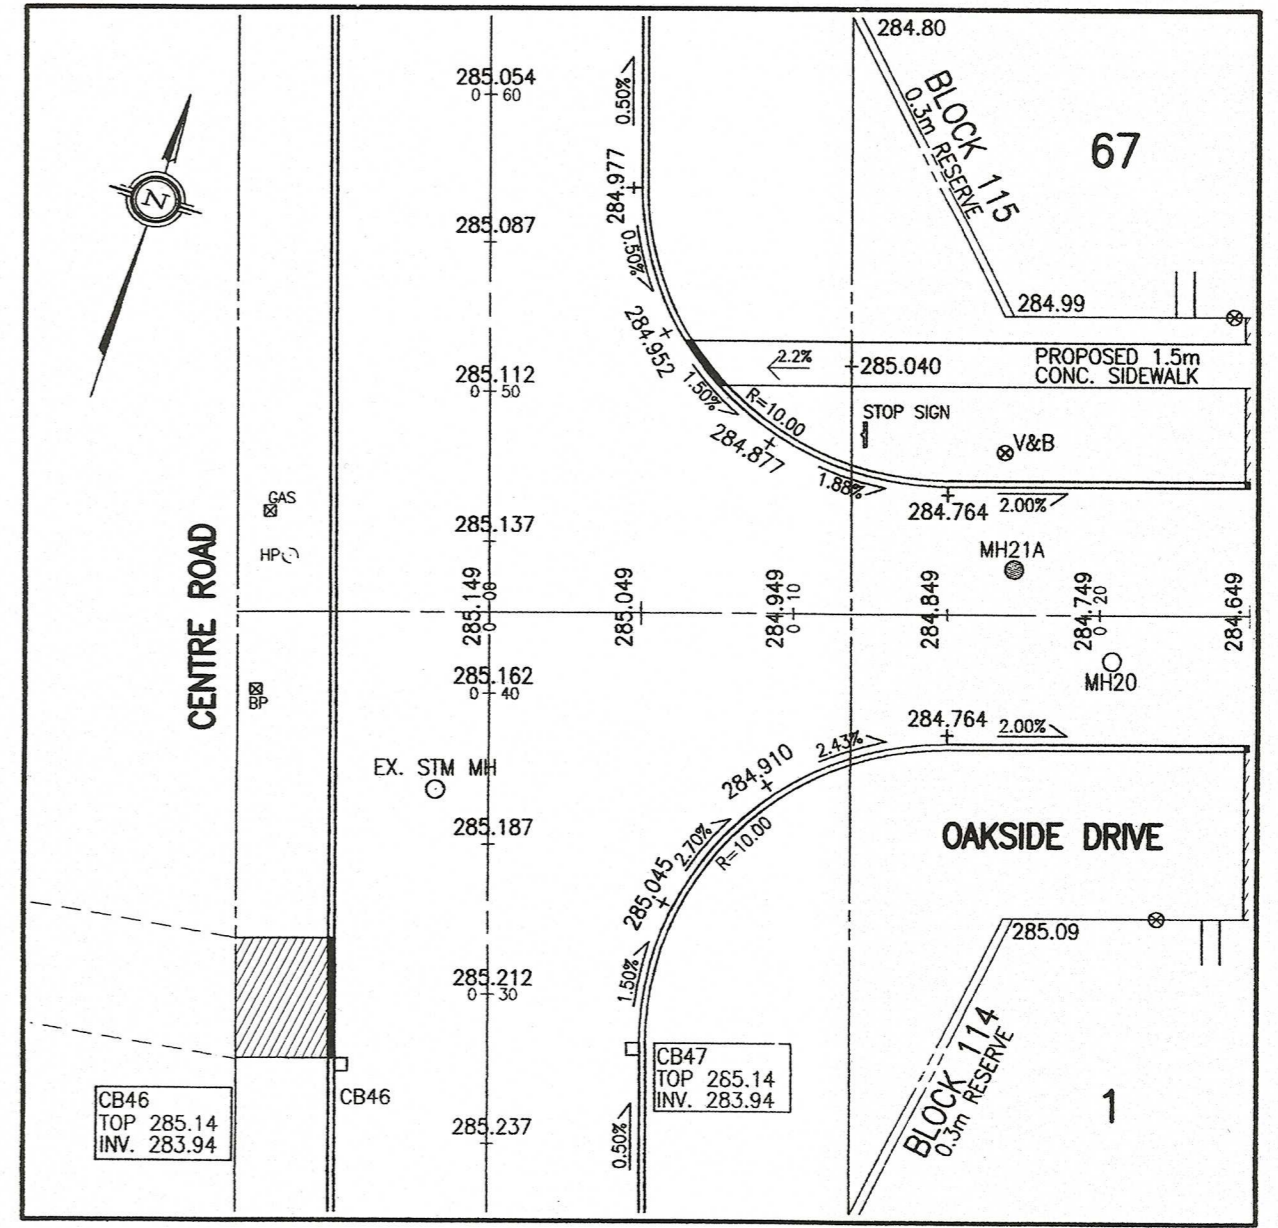 284.80
285.054
0 60
0.50%
BLOCK 115
0.3m RESERVE
67
N
284.977
285.087
0.50%
284.99
284.952
2.2%
285.040
PROPOSED 1.5m
CONC. SIDEWALK
285.112
0 50
1.50%
R=10.00
STOP SIGN
284.877
V&B
1.88%
284.764
2.00%
GAS
285.137
HP
MH21A
CENTRE ROAD
285.149
0 00
285.049
284.949
0 10
284.849
284.749
0 20
284.649
285.162
0 40
BP
MH20
284.764
2.00%
2.43%
284.910
EX. STM MH
285.187
2.70%
R=10.00
OAKSIDE DRIVE
285.045
285.09
1.50%
285.212
0 30
BLOCK 114
0.3m RESERVE
CB47
TOP 285.14
INV. 283.94
CB46
CB46
TOP 285.14
INV. 283.94
285.237
0.50%
1